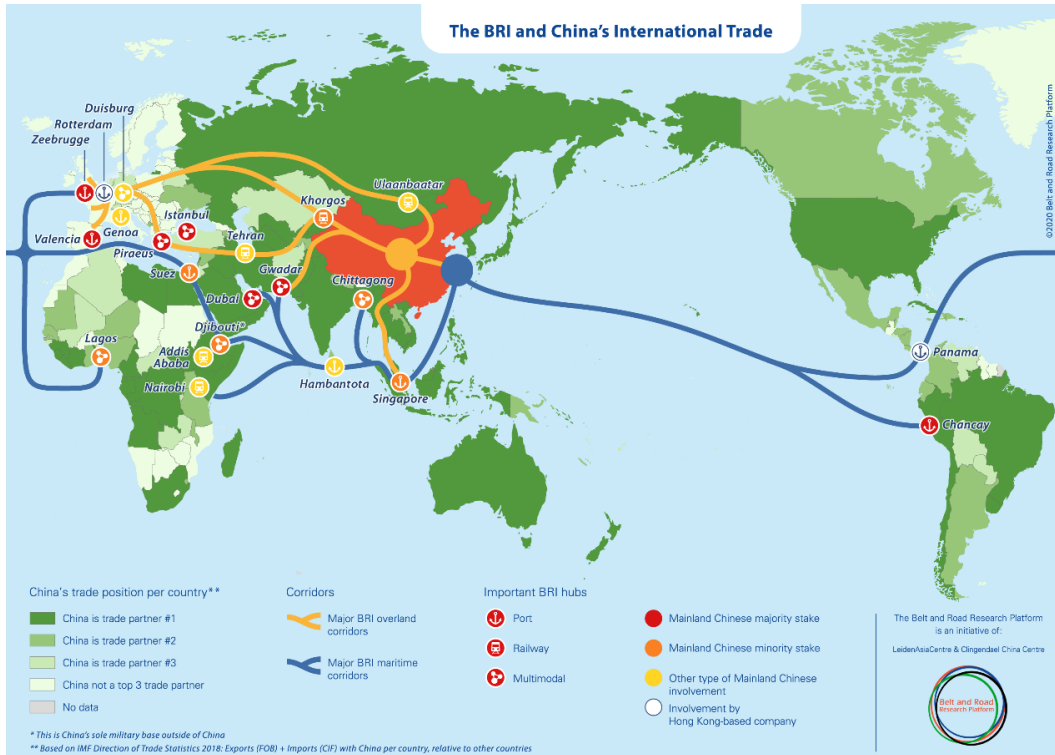 The BRI and China's International Trade
©2020 Belt and Road Research Platform
Duisburg
Rotterdam
Zeebrugge
Ulaanbaatar
Khorgos
Istanbul
Tehran
Valencia
Genoa
Piraeus
Gwadar
Suez
Chittagong
Dubai
Djibouti*
Lagos
Addis
Ababa
Panama
Nairobi
Hambantota
Singapore
Chancay
China's trade position per country**
China is trade partner #1
China is trade partner #2
China is trade partner #3
China not a top 3 trade partner
No data
Corridors
Major BRI overland
corridors
Major BRI maritime
corridors
Important BRI hubs
Port
Railway
Multimodal
Mainland Chinese majority stake
Mainland Chinese minority stake
Other type of Mainland Chinese
involvement
Involvement by
Hong Kong-based company
The Belt and Road Research Platform
is an initiative of:
LeidenAsiaCentre & Clingendael China Centre
Belt and Road
Research Platform
* This is China's sole military base outside of China
** Based on IMF Direction of Trade Statistics 2018: Exports (FOB) + Imports (CIF) with China per country, relative to other countries